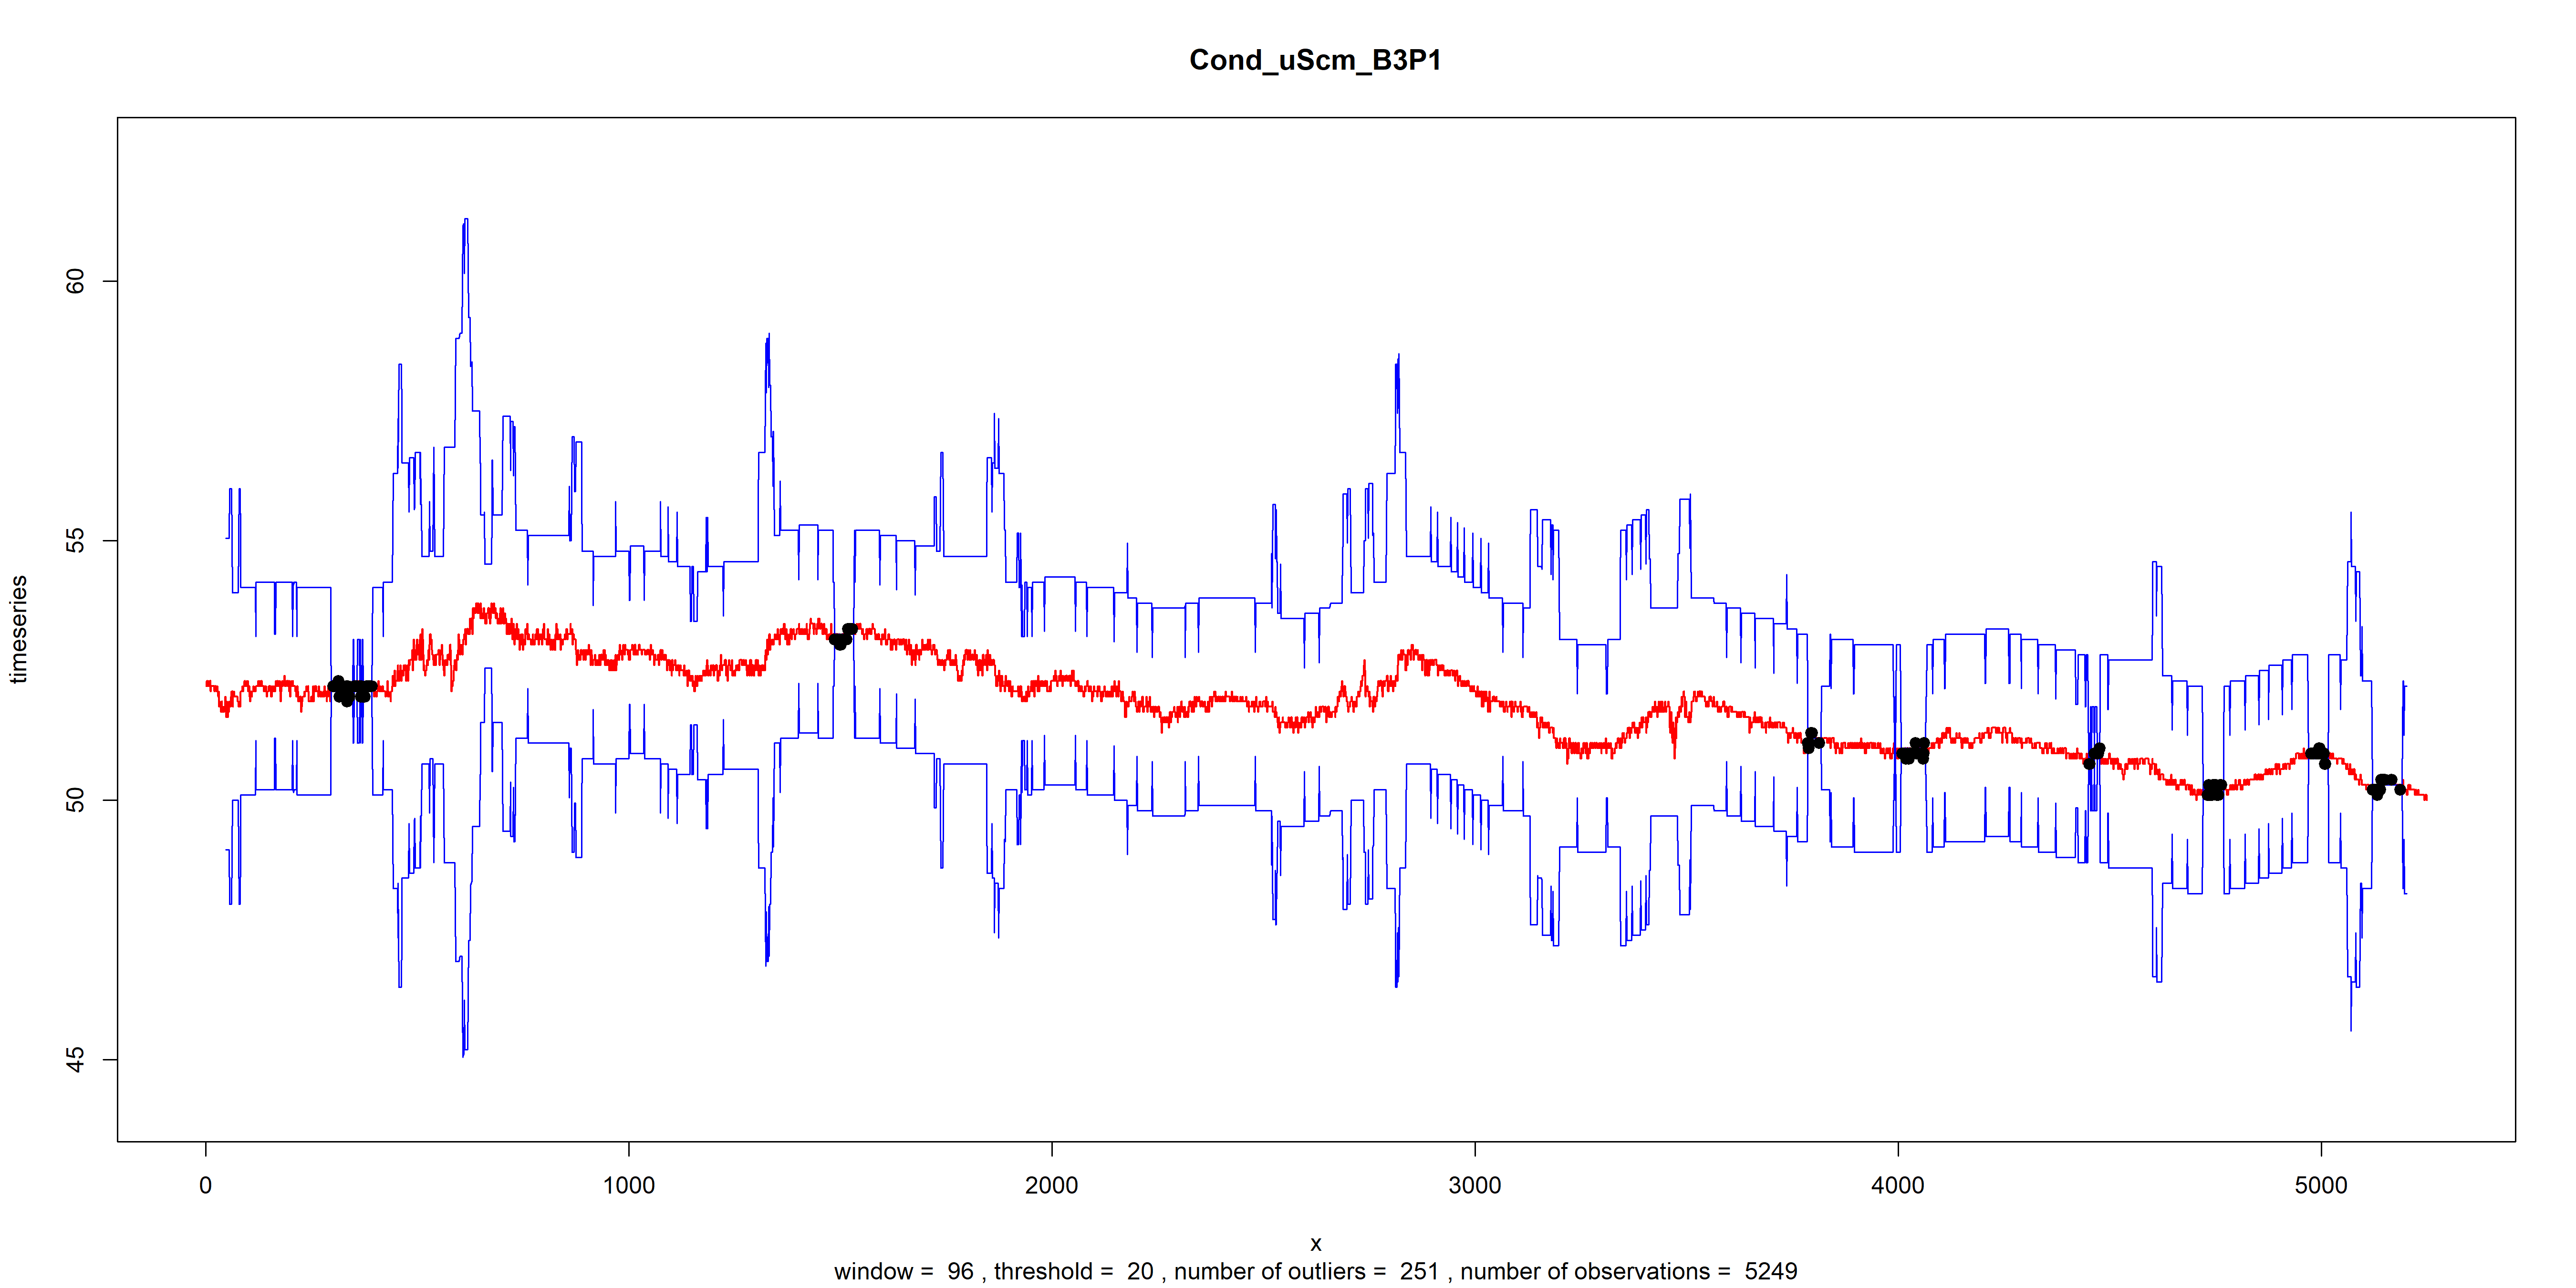 Cond_uScm_B3P1
timeseries
60
55
50
45
0 1000 2000 3000 4000 5000
x
window = 96 , threshold = 20 , number of outliers = 251 , number of observations = 5249